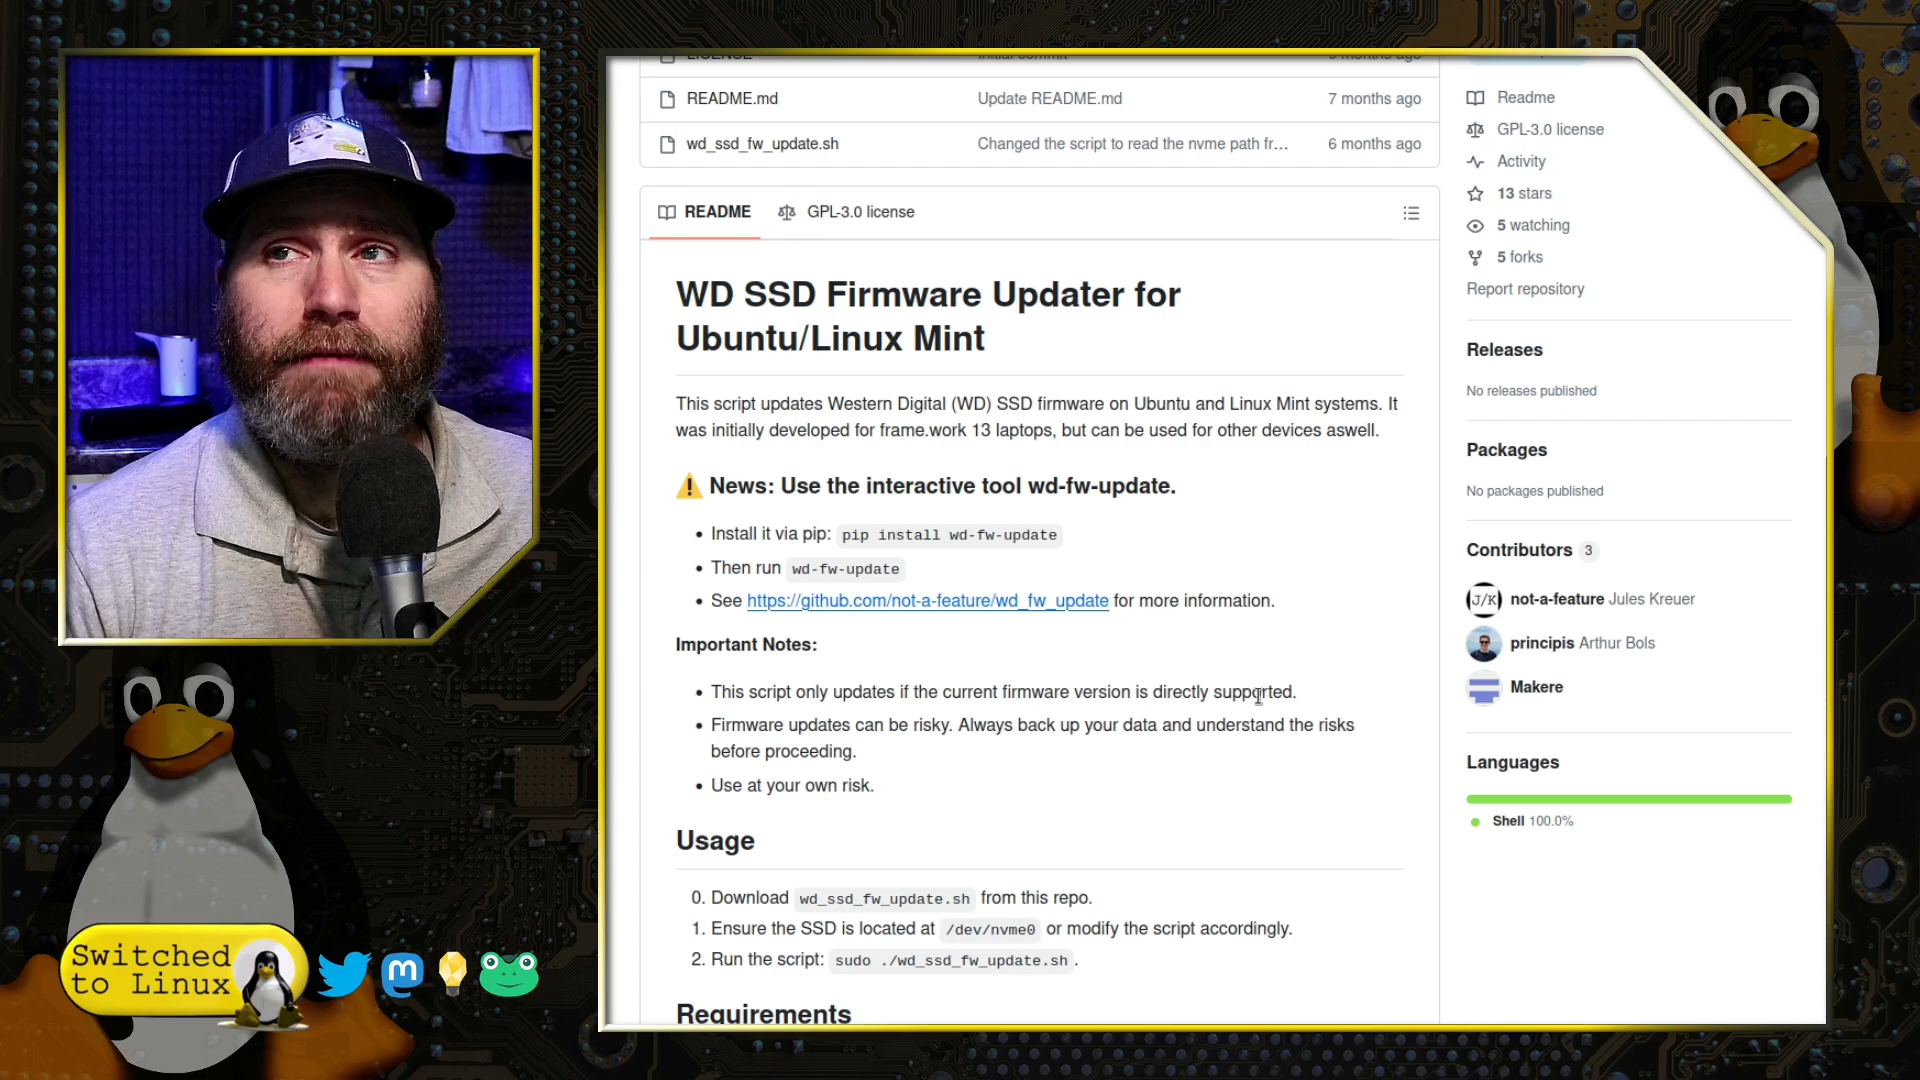 LICENSE Initial commit months ago
README.md Update README.md 7 months ago
wd_ssd_fw_update.sh Changed the script to read the nvme path fr... 6 months ago
README GPL-3.0 license
WD SSD Firmware Updater for
Ubuntu/Linux Mint
This script updates Western Digital (WD) SSD firmware on Ubuntu and Linux Mint systems. It
was initially developed for frame.work 13 laptops, but can be used for other devices aswell.
News: Use the interactive tool wd-fw-update.
• Install it via pip: pip install wd-fw-update
• Then run wd-fw-update
• See https://github.com/not-a-feature/wd_fw_update for more information.
Important Notes:
• This script only updates if the current firmware version is directly supported.
• Firmware updates can be risky. Always back up your data and understand the risks
before proceeding.
• Use at your own risk.
Usage
0. Download wd_ssd_fw_update.sh from this repo.
1. Ensure the SSD is located at /dev/nvme0 or modify the script accordingly.
2. Run the script: sudo ./wd_ssd_fw_update.sh.
Requirements
Readme
GPL-3.0 license
Activity
13 stars
5 watching
5 forks
Report repository
Releases
No releases published
Packages
No packages published
Contributors 3
J/K not-a-feature Jules Kreuer
principis Arthur Bols
Makere
Languages
Shell 100.0%
Switched
to Linux